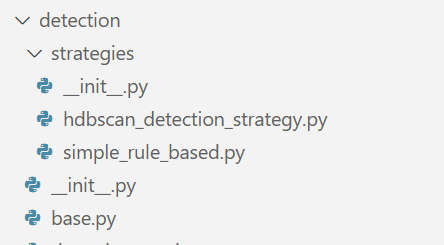 detection
strategies
__init__.py
hdbscan_detection_strategy.py
simple_rule_based.py
__init__.py
base.py